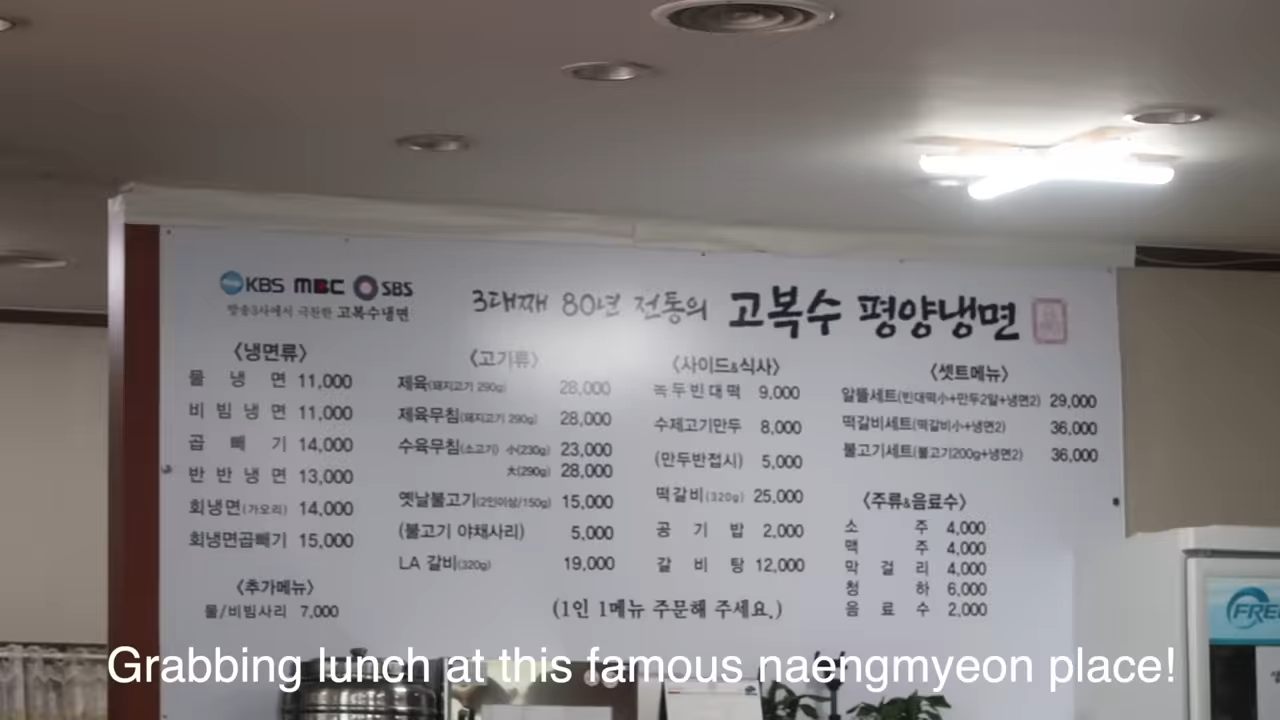 KBS MBC SBS
방송3사에서 극찬한 고복수냉면
3대째 80년 전통의 고복수 평양냉면
<냉면류>
물 냉 면 11,000
비 빔 냉 면 11,000
곱 빼 기 14,000
반 반 냉 면 13,000
회냉면(가오리) 14,000
회냉면곱빼기 15,000
<추가메뉴>
물/비빔사리 7,000
<고기류>
제육(돼지고기 290g) 28,000
제육무침(돼지고기 290g) 28,000
수육무침(소고기) 小(230g) 23,000
大(290g) 28,000
옛날불고기(2인이상/150g) 15,000
(불고기 야채사리) 5,000
LA 갈비(320g) 19,000
<사이드&식사>
녹두빈대떡 9,000
수제고기만두 8,000
(만두반접시) 5,000
떡갈비(320g) 25,000
공 기 밥 2,000
갈 비 탕 12,000
(1인 1메뉴 주문해 주세요.)
<셋트메뉴>
알뜰세트(빈대떡小+만두2알+냉면2) 29,000
떡갈비세트(떡갈비小+냉면2) 36,000
불고기세트(불고기200g+냉면2) 36,000
<주류&음료수>
소 주 4,000
맥 주 4,000
막 걸 리 4,000
청 하 6,000
음 료 수 2,000
FRE
Grabbing lunch at this famous naengmyeon place!